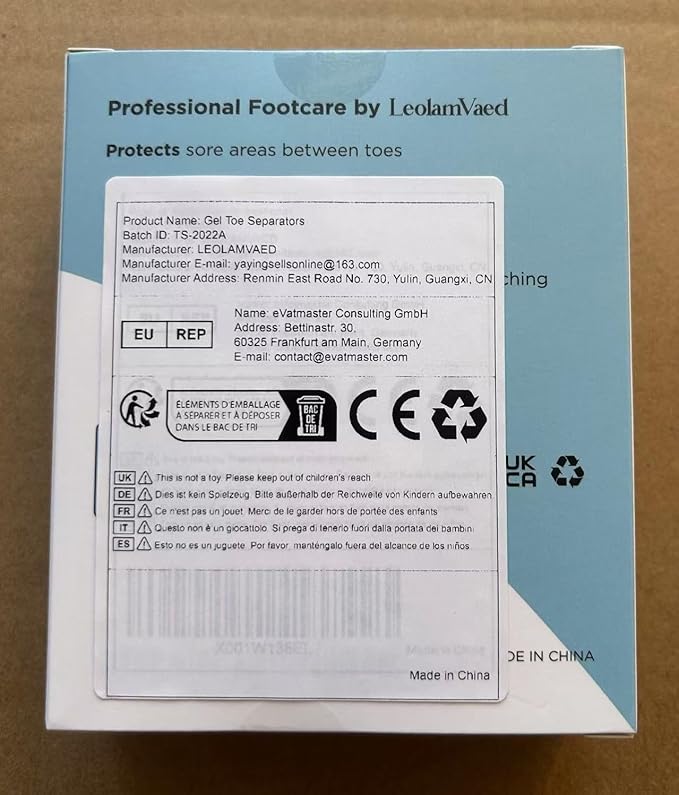 Professional Footcare by LeolamVaed
Protects sore areas between toes
Product Name: Gel Toe Separators
Batch ID: TS-2022A
Manufacturer: LEOLAMVAED
Manufacturer E-mail: yayingsellsonline@163.com
Manufacturer Address: Renmin East Road No. 730, Yulin, Guangxi, CN
ching
EU REP
Name: eVatmaster Consulting GmbH
Address: Bettinastr. 30,
60325 Frankfurt am Main, Germany
E-mail: contact@evatmaster.com
ÉLÉMENTS D'EMBALLAGE
À SÉPARER ET À DÉPOSER
DANS LE BAC DE TRI
BAC
DE
TRI
CE
UK
CA
UK This is not a toy. Please keep out of children's reach
DE Dies ist kein Spielzeug. Bitte außerhalb der Reichweite von Kindern aufbewahren
FR Ce n'est pas un jouet. Merci de le garder hors de portée des enfants
IT Questo non è un giocattolo. Si prega di tenerlo fuori dalla portata dei bambini
ES Esto no es un juguete. Por favor, manténgalo fuera del alcance de los niños
Made in China
DE IN CHINA
Made in China